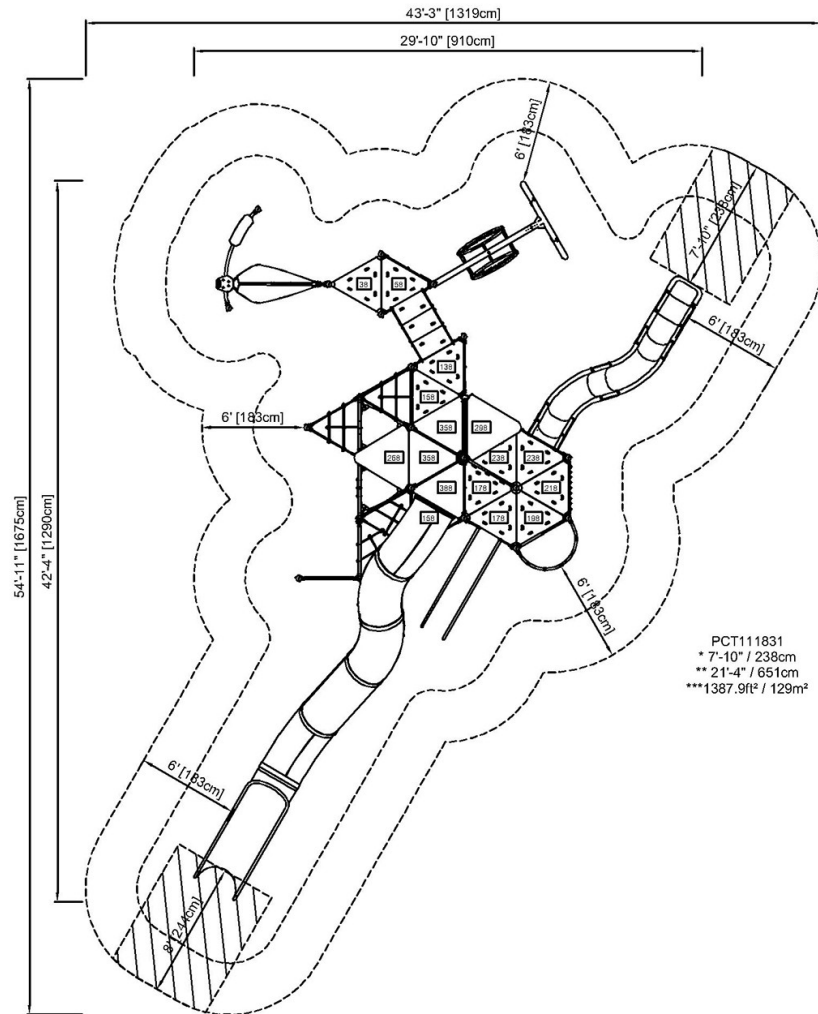 43'-3" [1319cm]
29'-10" [910cm]
54'-11" [1675cm]
42'-4" [1290cm]
6' [183cm]
7'-10" [238cm]
6' [183cm]
38
58
138
158
6' [183cm]
358
298
268
358
238
238
388
178
218
158
178
198
6' [183cm]
PCT111831
* 7'-10" / 238cm
** 21'-4" / 651cm
***1387.9ft² / 129m²
6' [183cm]
8' [244cm]